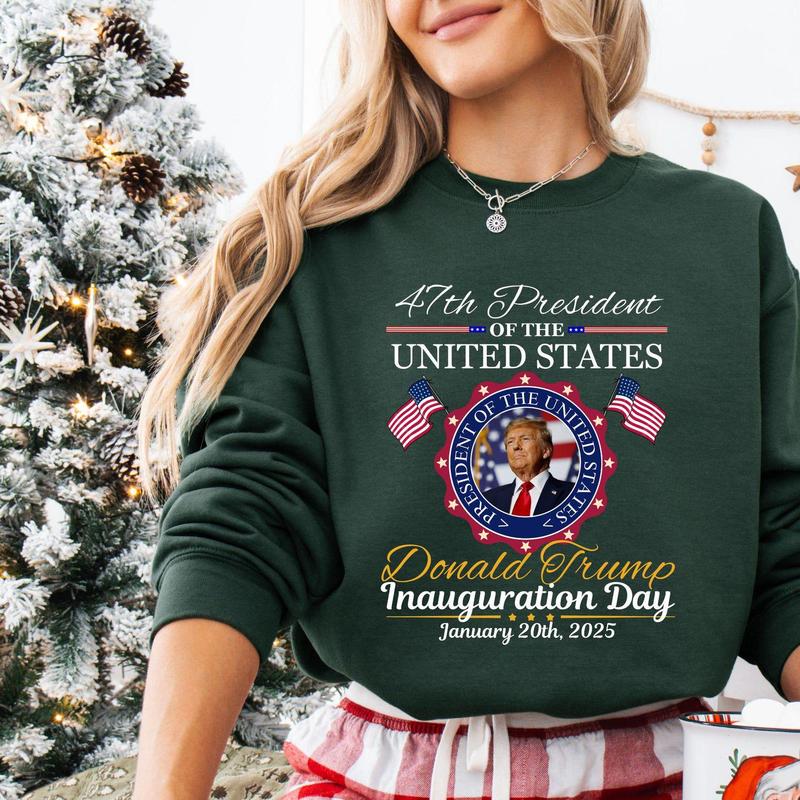 47th President
OF THE
UNITED STATES
PRESIDENT OF THE UNITED STATES
Donald Trump
Inauguration Day
January 20th, 2025